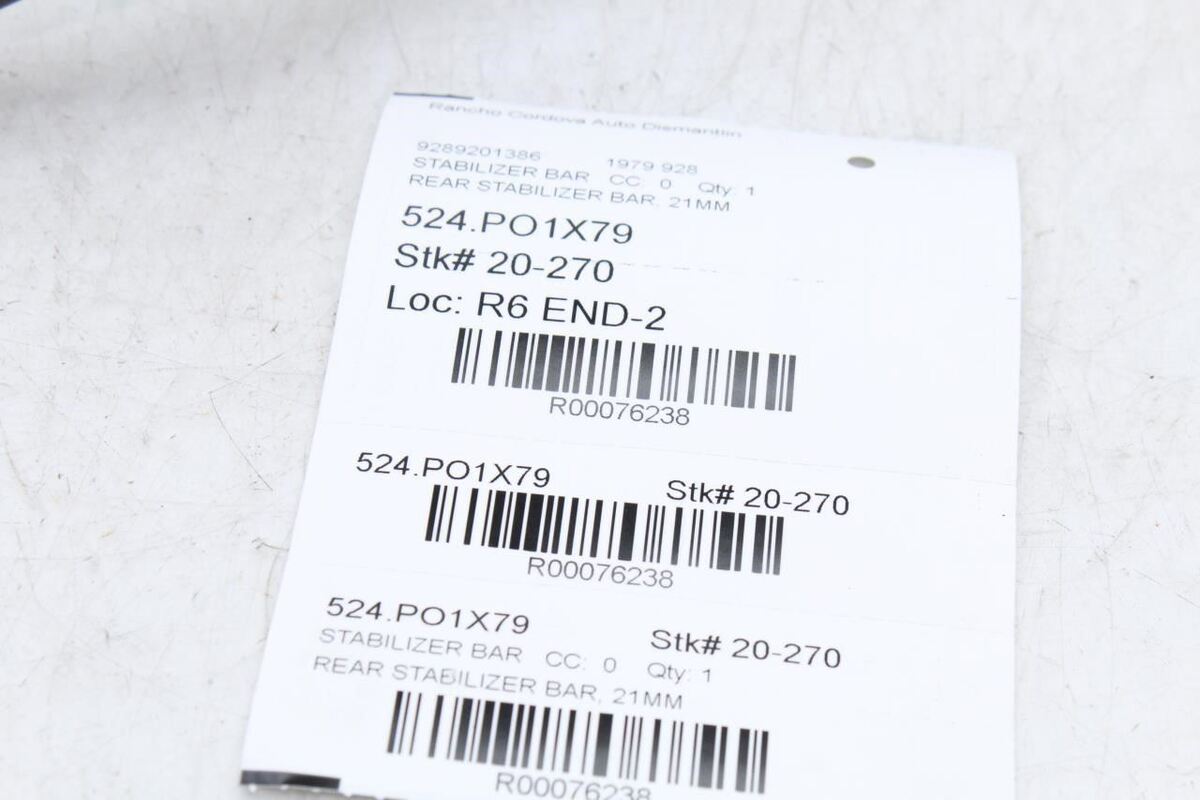 Rancho Cordova Auto Dismantlin
9289201386 1979 928
STABILIZER BAR CC: 0 Qty: 1
REAR STABILIZER BAR, 21MM
524.PO1X79
Stk# 20-270
Loc: R6 END-2
R00076238
524.PO1X79 Stk# 20-270
R00076238
524.PO1X79 Stk# 20-270
STABILIZER BAR CC: 0 Qty: 1
REAR STABILIZER BAR, 21MM
R00076238